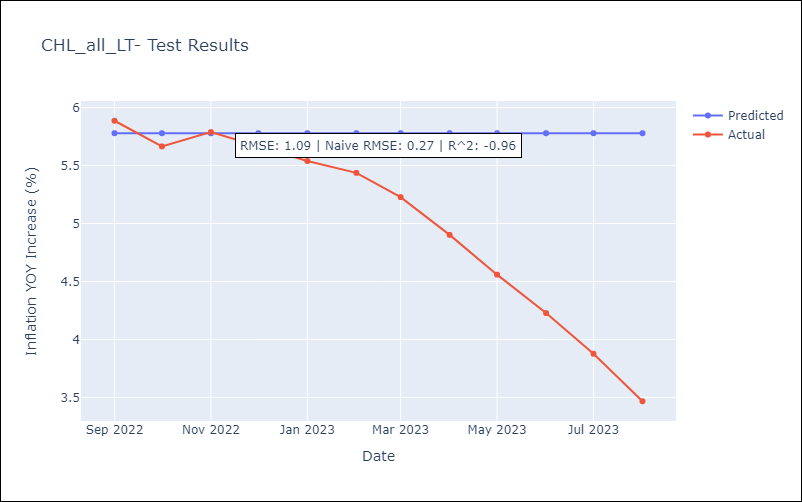 CHL_all_LT- Test Results
Predicted
Actual
RMSE: 1.09 | Naive RMSE: 0.27 | R^2: -0.96
Inflation YOY Increase (%)
6
5.5
5
4.5
4
3.5
Sep 2022
Nov 2022
Jan 2023
Mar 2023
May 2023
Jul 2023
Date